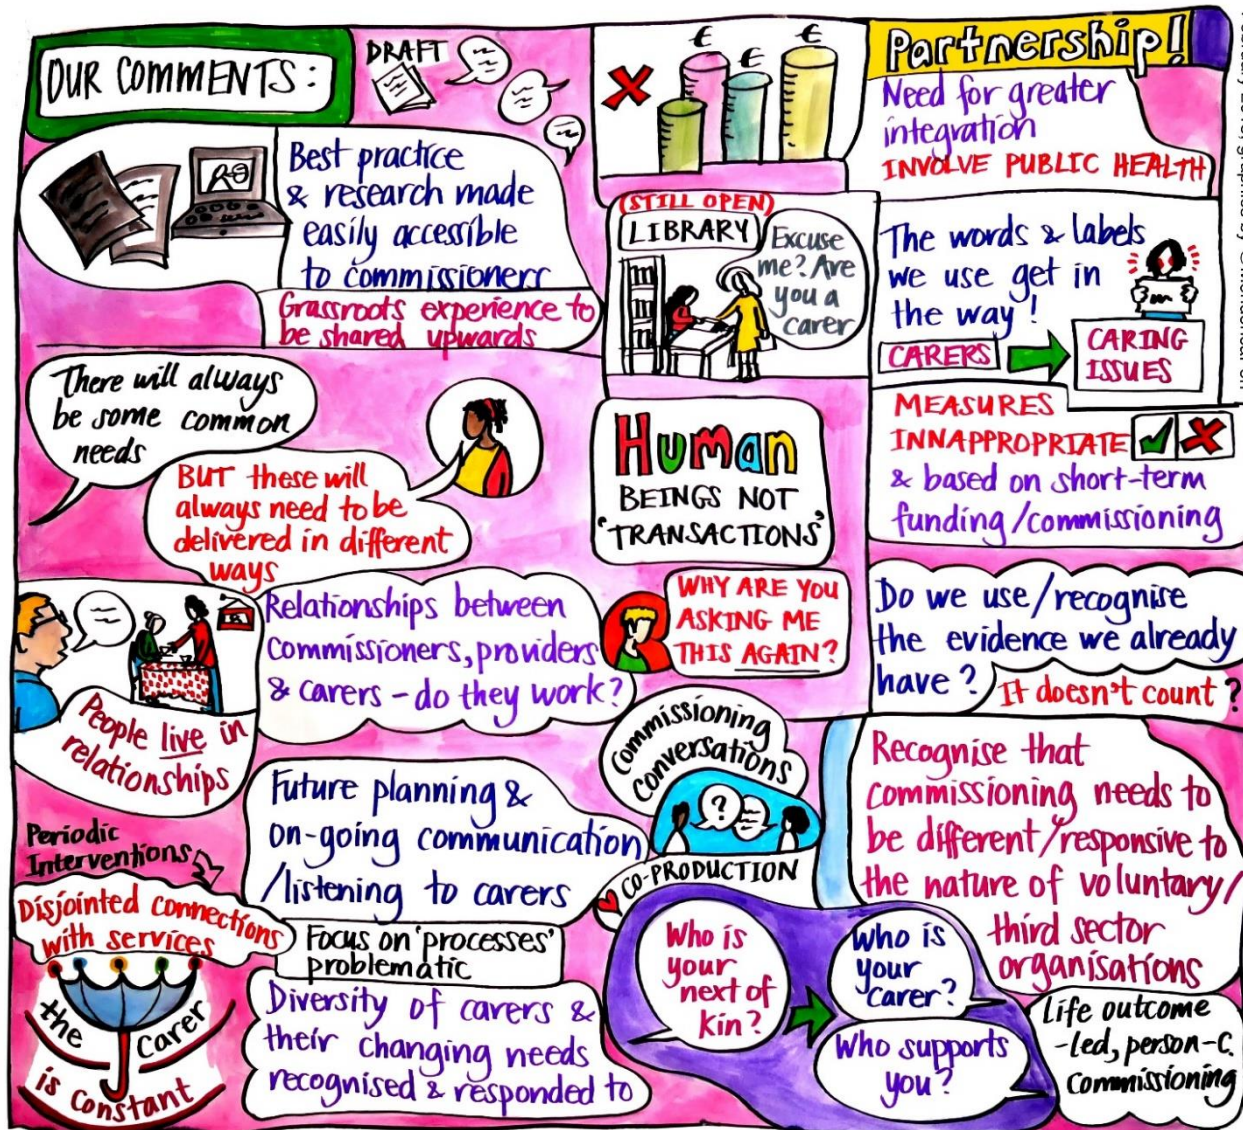 OUR COMMENTS:
DRAFT
Best practice
& research made
easily accessible
to commissioners
Grassroots experience to
be shared upwards
There will always
be some common
needs
BUT these will
always need to be
delivered in different
ways
People live in
relationships
Relationships between
commissioners, providers
& carers - do they work?
Future planning &
on-going communication
/listening to carers
Periodic
Interventions
Disjointed connections
with services
the carer
is constant
Focus on 'processes'
problematic
Diversity of carers &
their changing needs
recognised & responded to
€ € €
(STILL OPEN)
LIBRARY
Excuse
me? Are
you a
carer
Human
BEINGS NOT
'TRANSACTIONS'
WHY ARE YOU
ASKING ME
THIS AGAIN?
Commissioning
Conversations
?
CO-PRODUCTION
Who is
your
next of
kin?
Who is
your
carer?
Who supports
you?
Partnership!
Need for greater
integration
INVOLVE PUBLIC HEALTH
The words & labels
we use get in
the way!
CARERS
CARING
ISSUES
MEASURES
INNAPPROPRIATE
& based on short-term
funding/commissioning
Do we use/recognise
the evidence we already
have?
It doesn't count?
Recognise that
commissioning needs to
be different/responsive to
the nature of voluntary/
third sector
organisations
Life outcome
-led, person-c.
commissioning